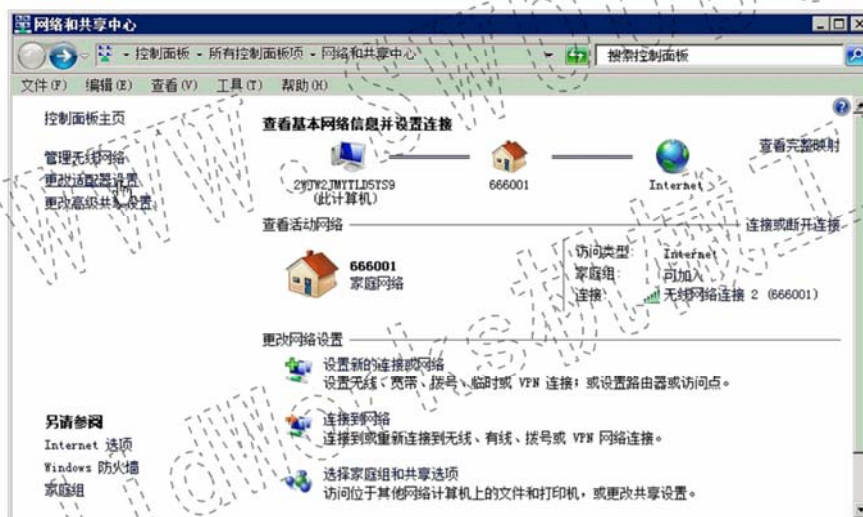 网络和共享中心
控制面板 - 所有控制面板项 - 网络和共享中心
搜索控制面板
文件(F) 编辑(E) 查看(V) 工具(T) 帮助(H)
控制面板主页
管理无线网络
更改适配器设置
更改高级共享设置
查看基本网络信息并设置连接
查看完整映射
2WJW2JMYTLD5YS9
(此计算机)
666001
Internet
查看活动网络
连接或断开连接
666001
家庭网络
访问类型: Internet
家庭组: 可加入
连接: 无线网络连接 2 (666001)
更改网络设置
设置新的连接或网络
设置无线、宽带、拨号、临时或 VPN 连接；或设置路由器或访问点。
连接到网络
连接到或重新连接到无线、有线、拨号或 VPN 网络连接。
选择家庭组和共享选项
访问位于其他网络计算机上的文件和打印机，或更改共享设置。
另请参阅
Internet 选项
Windows 防火墙
家庭组